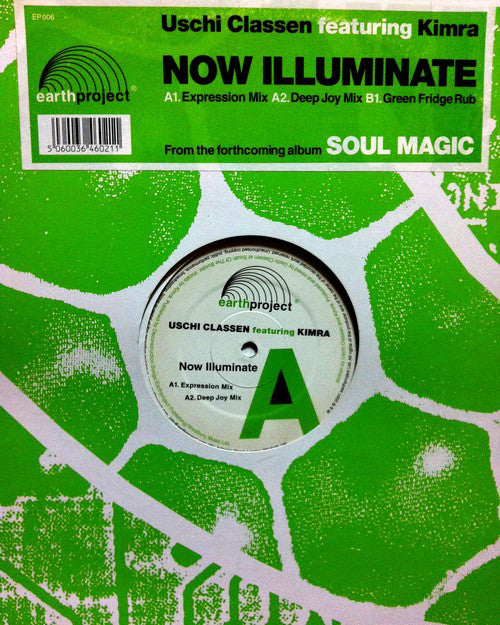 EP006
Uschi Classen featuring Kimra
NOW ILLUMINATE
A1. Expression Mix A2. Deep Joy Mix B1. Green Fridge Rub
earthproject
5 060036 460211
From the forthcoming album SOUL MAGIC
earthproject
USCHI CLASSEN featuring KIMRA
Now Illuminate
A1. Expression Mix
A2. Deep Joy Mix
A